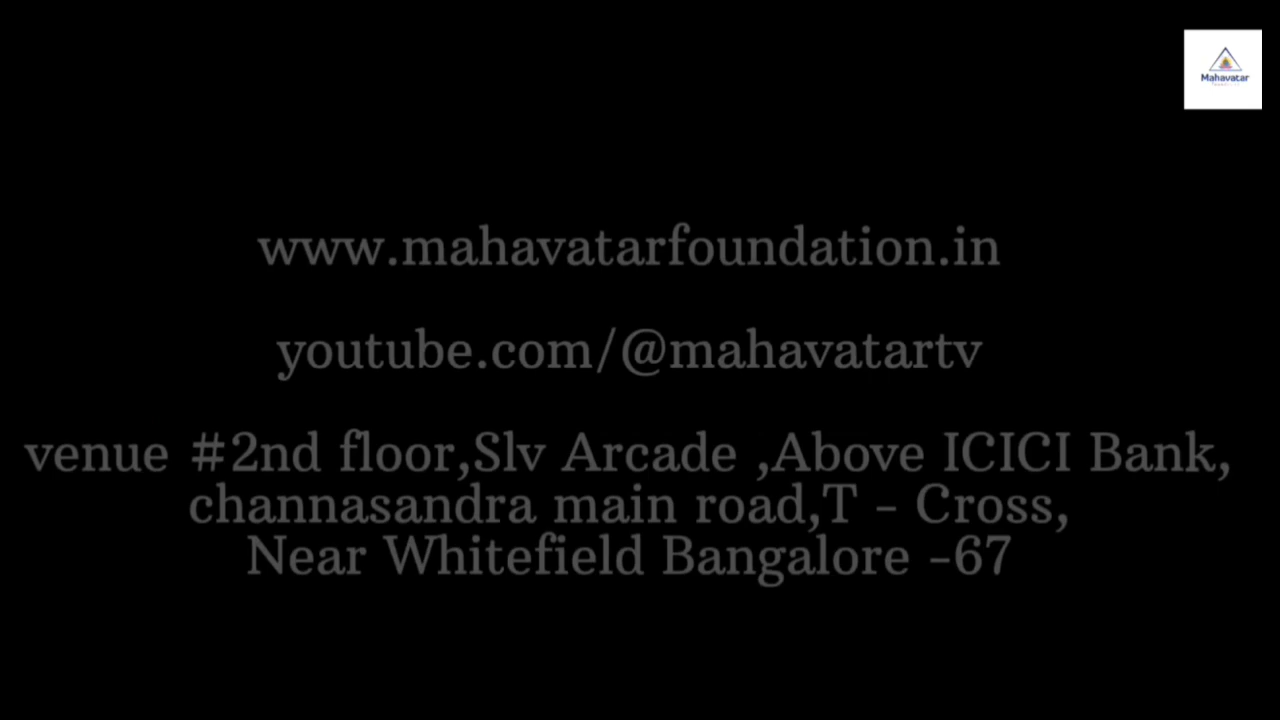 Mahavatar
www.mahavatarfoundation.in
youtube.com/@mahavatartv
venue #2nd floor,Slv Arcade ,Above ICICI Bank,
channasandra main road,T - Cross,
Near Whitefield Bangalore -67